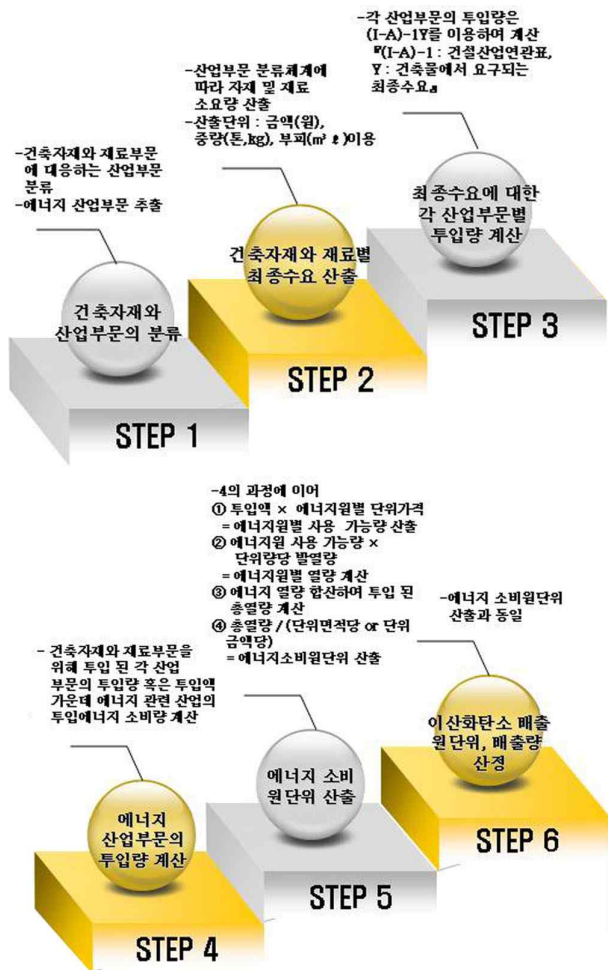 -건축자재와 재료부문
에 대응하는 산업부문
분류
-에너지 산업부문 추출
건축자재와
산업부문의 분류
STEP 1
-산업부문 분류체계에
따라 자재 및 재료
소요량 산출
-산출단위 : 금액(원),
중량(톤,kg), 부피(m³ ℓ)이용
건축자재와 재료별
최종수요 산출
STEP 2
-각 산업부문의 투입량은
(I-A)-1Y를 이용하며 계산
『(I-A)-1 : 건설산업연관표,
Y : 건축물에서 요구되는
최종수요』
최종수요에 대한
각 산업부문별
투입량 계산
STEP 3
- 건축자재와 재료부문을
위해 투입 된 각 산업
부문의 투입량 혹은 투입액
가운데 에너지 관련 산업의
투입에너지 소비량 계산
에너지
산업부문의
투입량 계산
STEP 4
-4의 과정에 이어
① 투입액 × 에너지원별 단위가격
= 에너지원별 사용 가능량 산출
② 에너지원 사용 가능량 ×
단위량당 발열량
=에너지원별 열량 계산
③ 에너지 열량 합산하여 투입 된
총열량 계산
④ 총열량 / (단위면적당 or 단위
금액당)
= 에너지소비원단위 산출
에너지 소비
원단위 산출
STEP 5
-에너지 소비원단위
산출과 동일
이산화탄소 배출
원단위, 배출량
산정
STEP 6